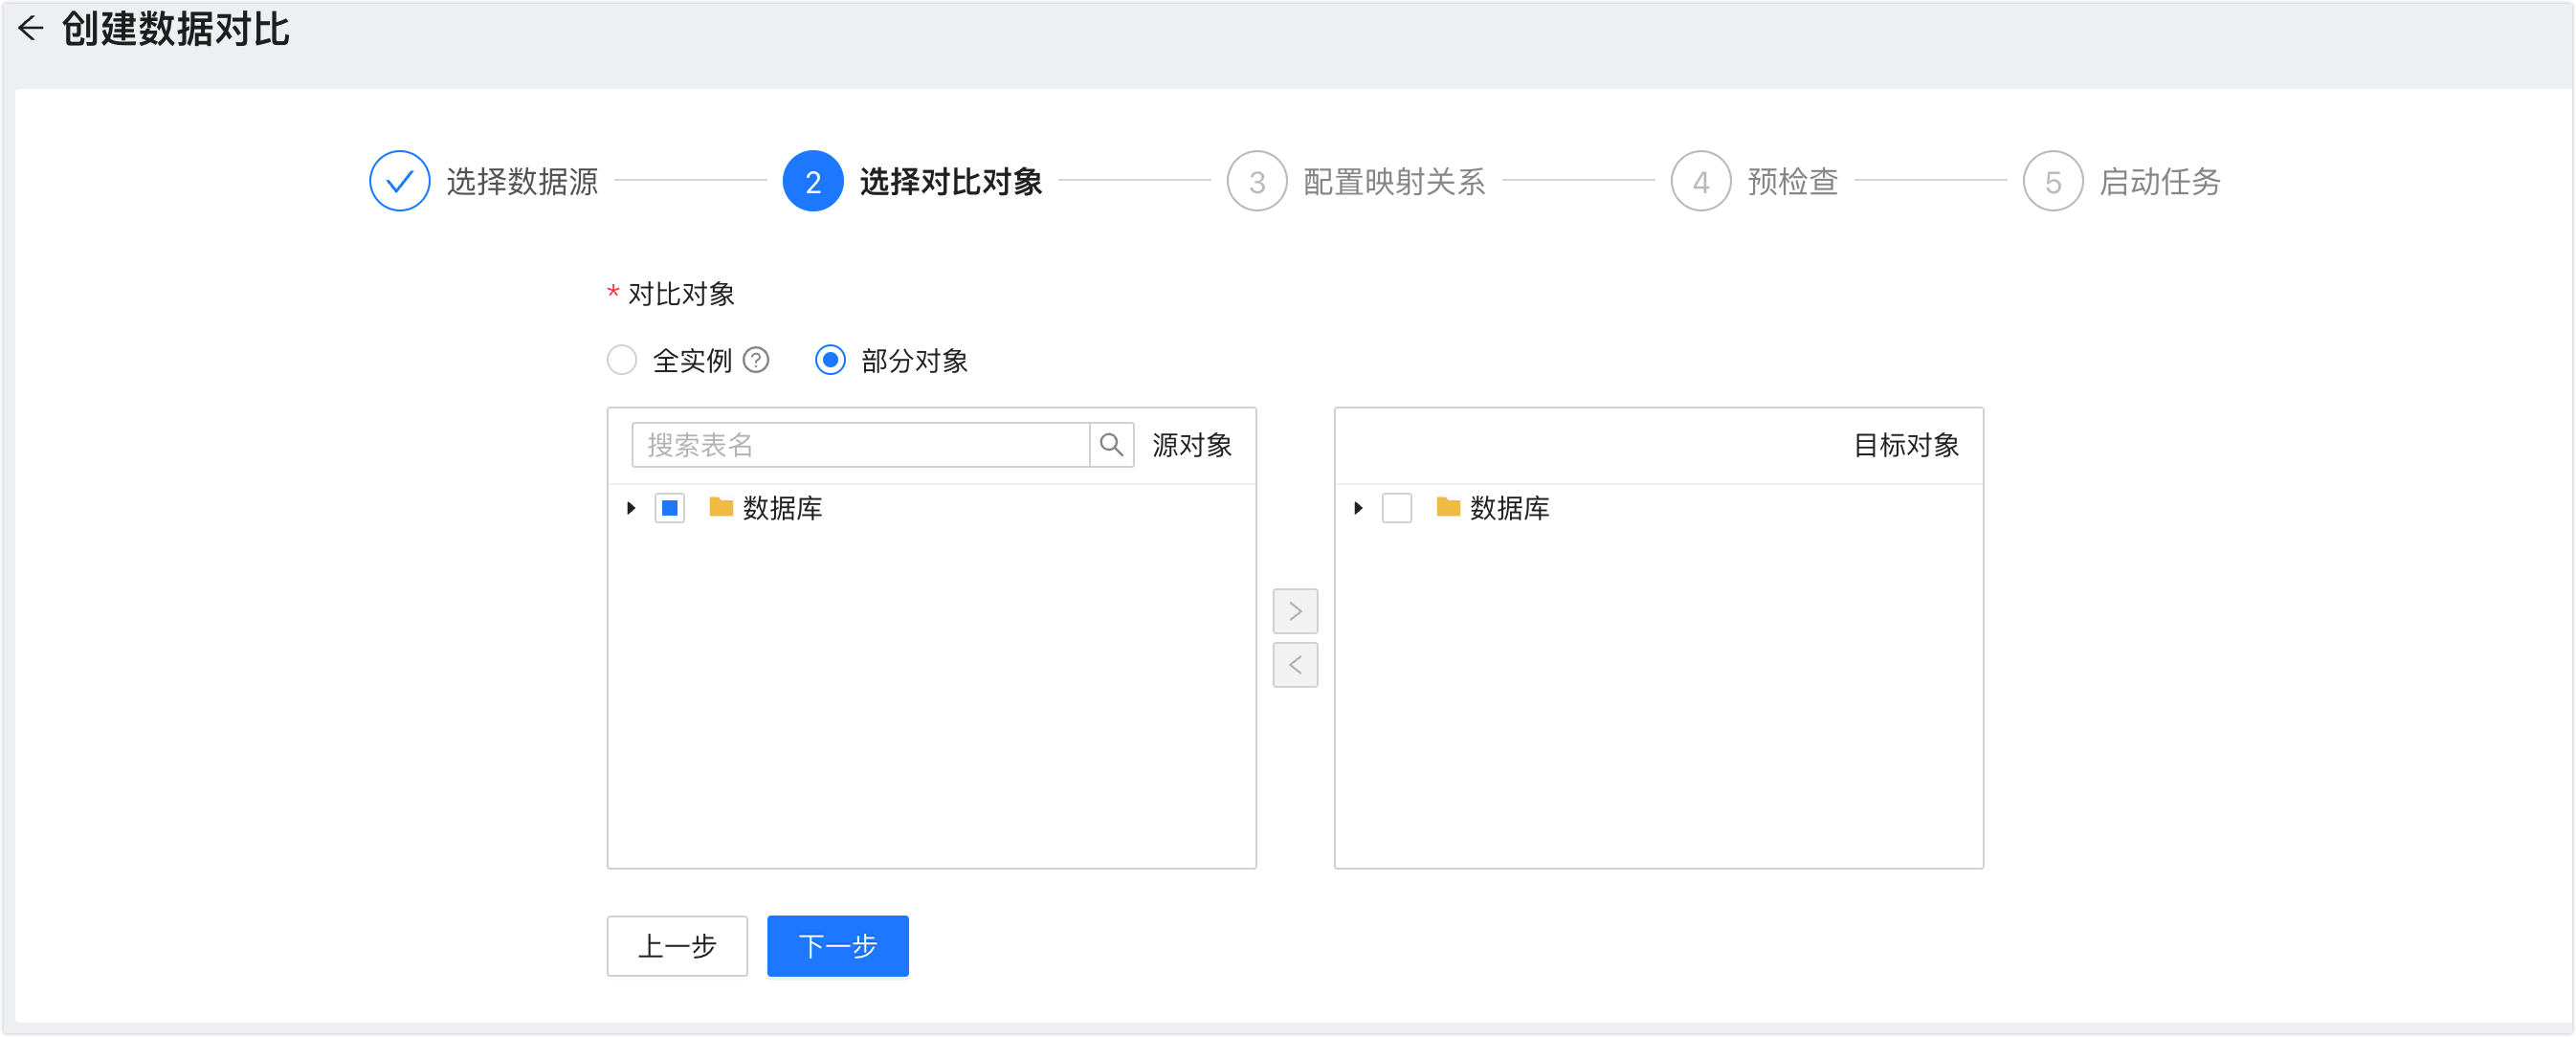 创建数据对比
选择数据源
2 选择对比对象
3 配置映射关系
4 预检查
5 启动任务
* 对比对象
全实例 ? 部分对象
搜索表名 源对象
目标对象
数据库
数据库
>
<
上一步 下一步